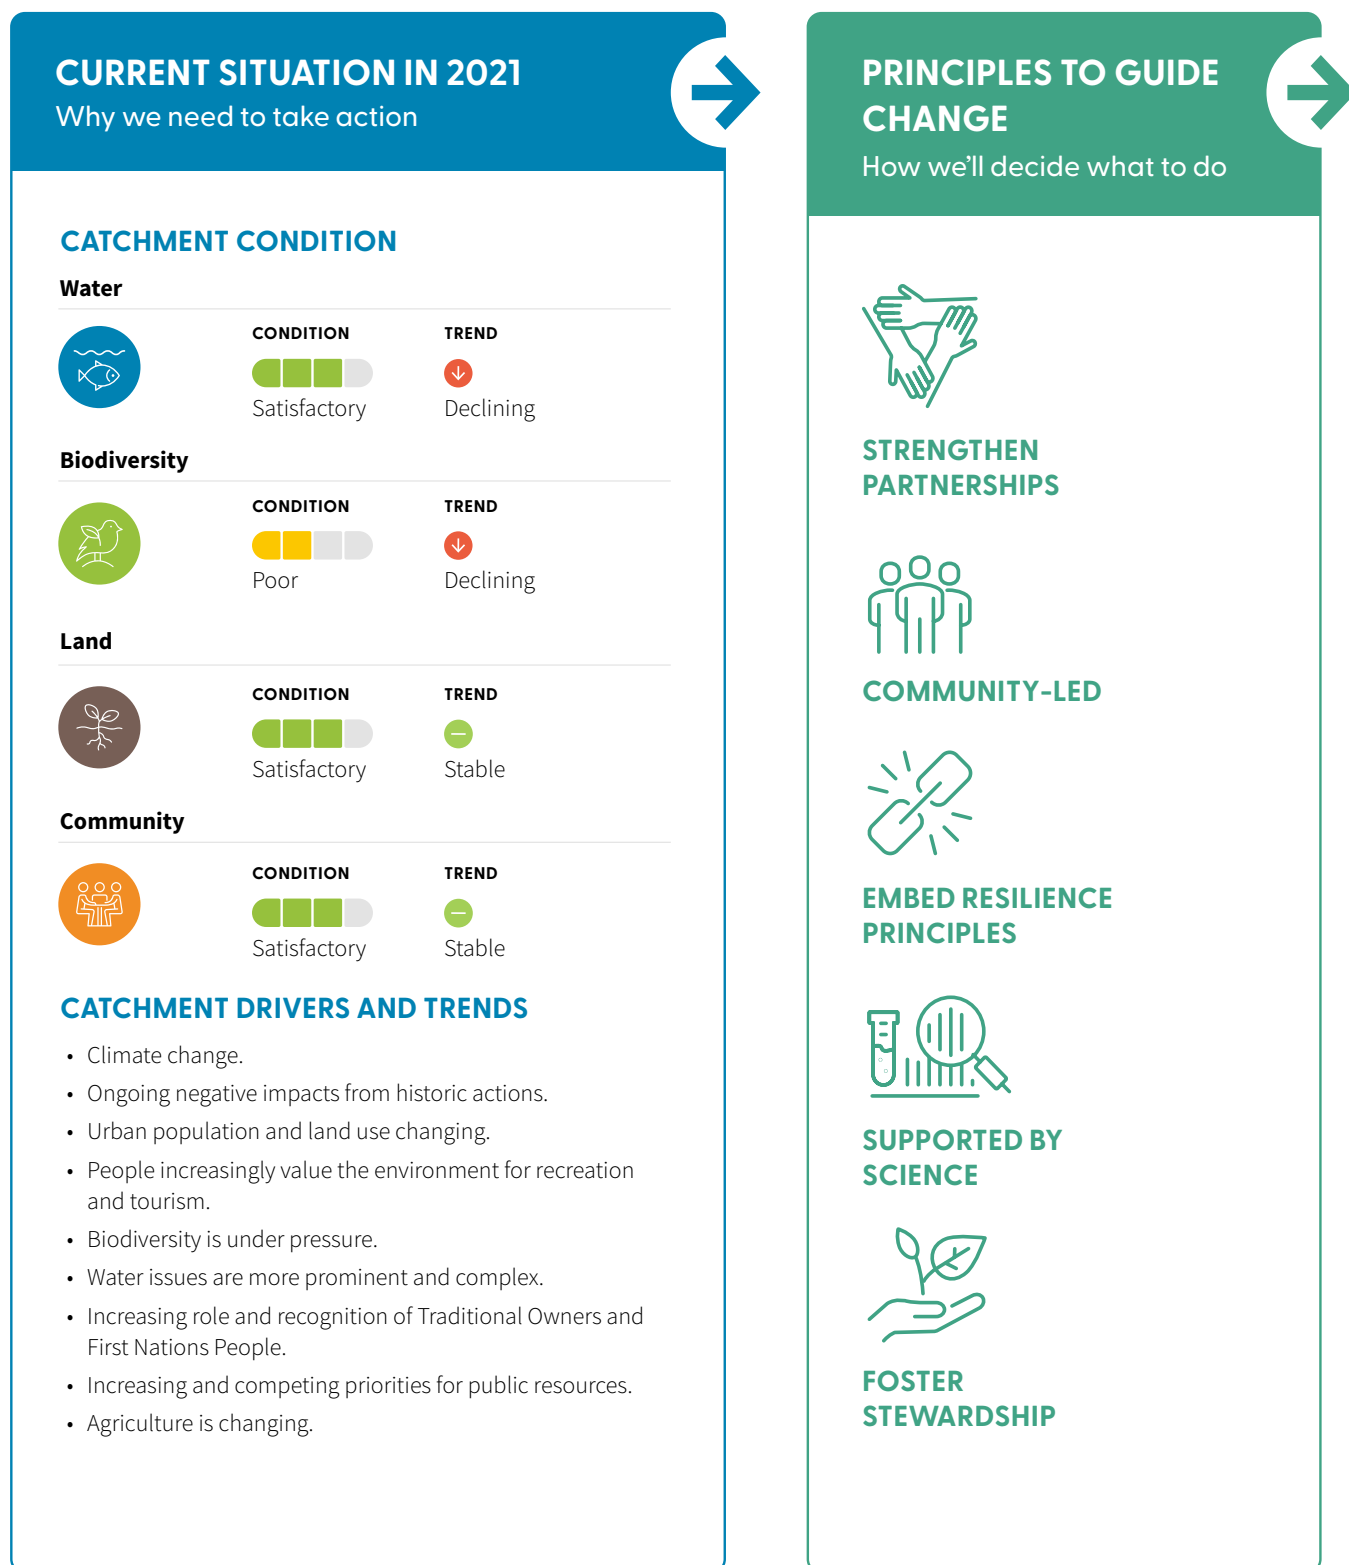 CURRENT SITUATION IN 2021
Why we need to take action
CATCHMENT CONDITION
Water
CONDITION
TREND
Satisfactory
Declining
Biodiversity
CONDITION
TREND
Poor
Declining
Land
CONDITION
TREND
Satisfactory
Stable
Community
CONDITION
TREND
Satisfactory
Stable
CATCHMENT DRIVERS AND TRENDS
• Climate change.
• Ongoing negative impacts from historic actions.
• Urban population and land use changing.
• People increasingly value the environment for recreation
and tourism.
• Biodiversity is under pressure.
• Water issues are more prominent and complex.
• Increasing role and recognition of Traditional Owners and
First Nations People.
• Increasing and competing priorities for public resources.
• Agriculture is changing.
PRINCIPLES TO GUIDE
CHANGE
How we'll decide what to do
STRENGTHEN
PARTNERSHIPS
COMMUNITY-LED
EMBED RESILIENCE
PRINCIPLES
SUPPORTED BY
SCIENCE
FOSTER
STEWARDSHIP